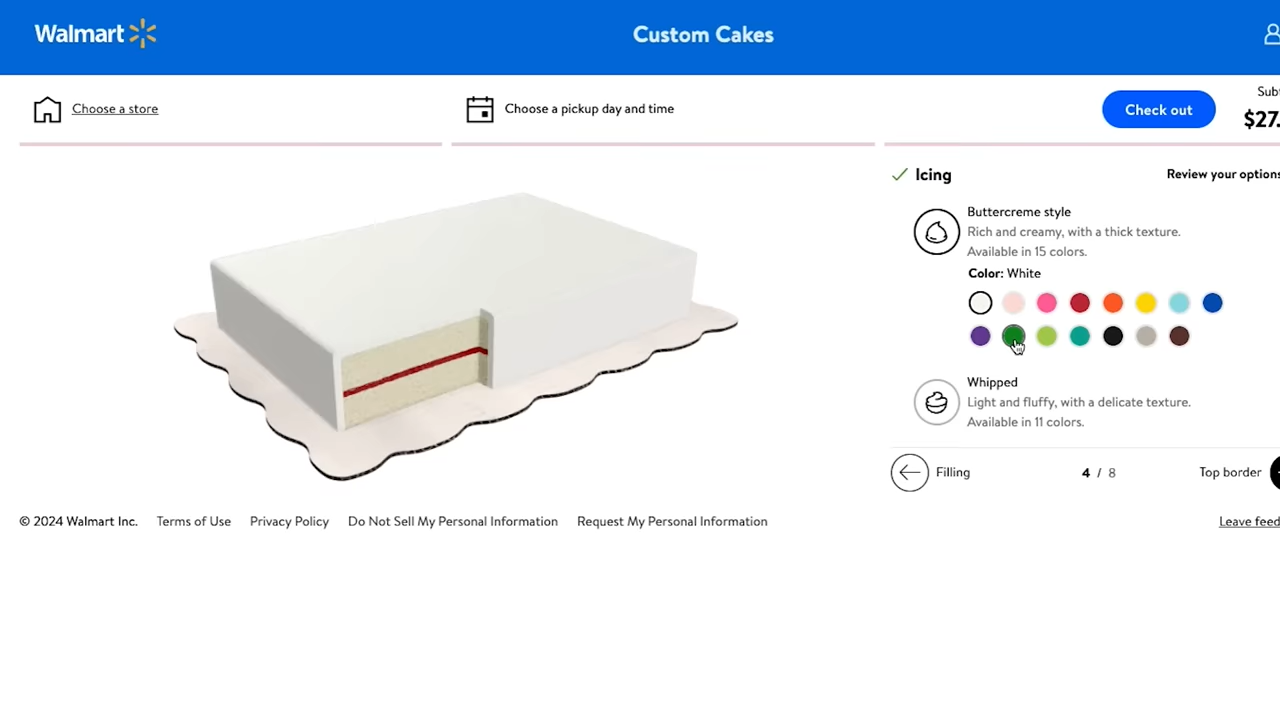 Walmart
Custom Cakes
Choose a store
Choose a pickup day and time
Check out
$27.
Icing
Review your options
Buttercreme style
Rich and creamy, with a thick texture.
Available in 15 colors.
Color: White
Whipped
Light and fluffy, with a delicate texture.
Available in 11 colors.
Filling
4 / 8
Top border
© 2024 Walmart Inc.
Terms of Use
Privacy Policy
Do Not Sell My Personal Information
Request My Personal Information
Leave feed